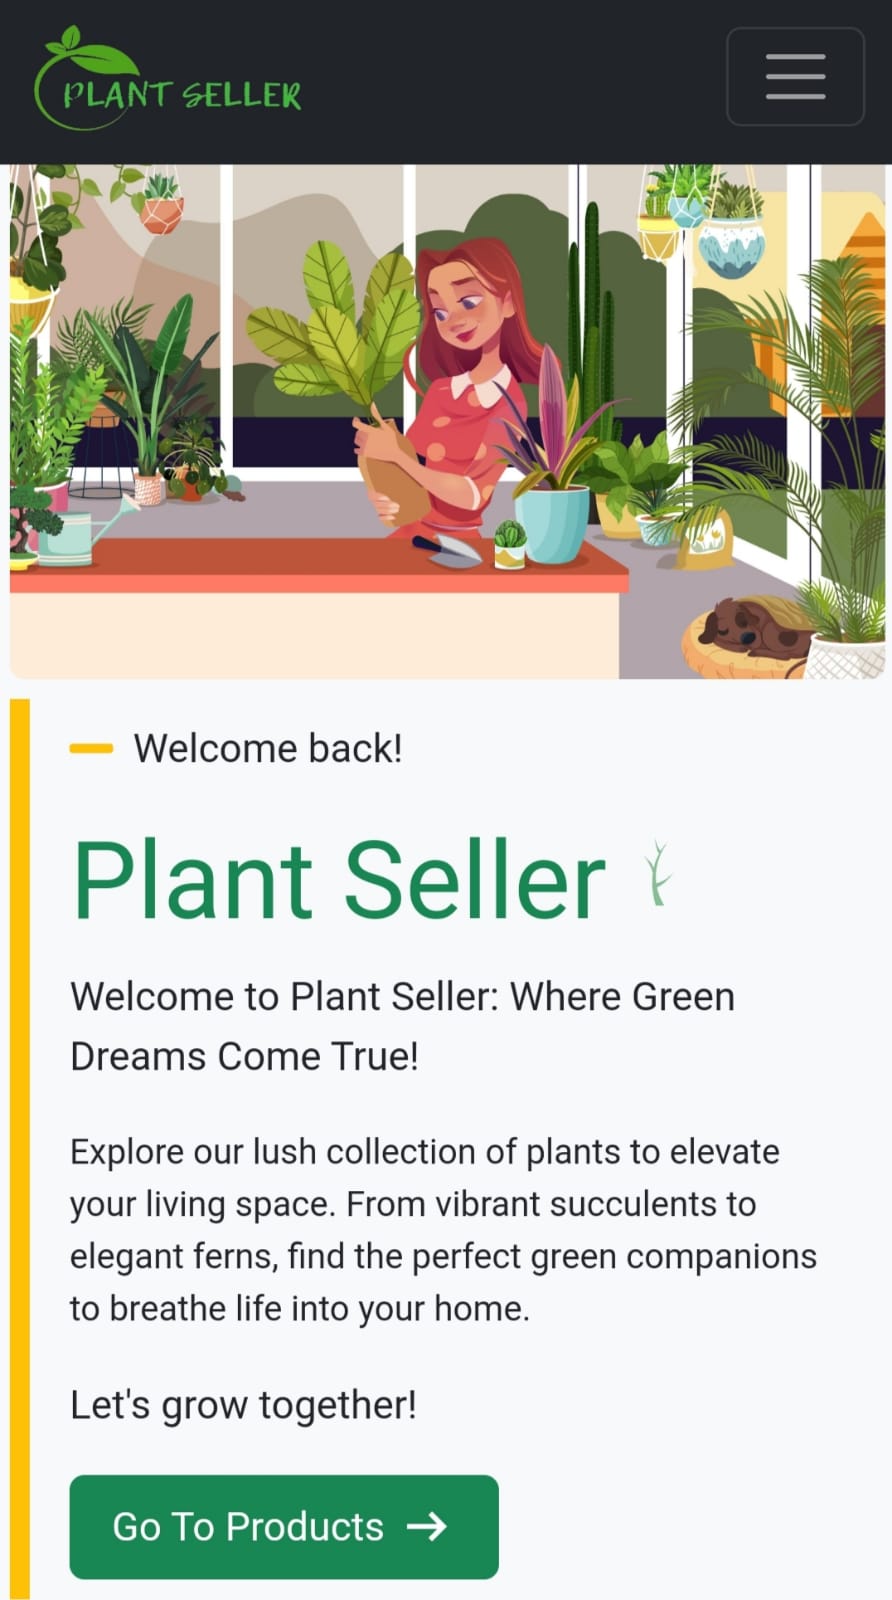 PLANT SELLER
Welcome back!
Plant Seller
Welcome to Plant Seller: Where Green
Dreams Come True!
Explore our lush collection of plants to elevate
your living space. From vibrant succulents to
elegant ferns, find the perfect green companions
to breathe life into your home.
Let's grow together!
Go To Products →